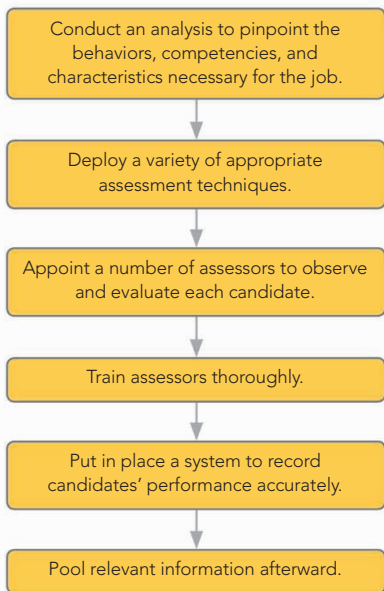 Conduct an analysis to pinpoint the
behaviors, competencies, and
characteristics necessary for the job.
Deploy a variety of appropriate
assessment techniques.
Appoint a number of assessors to observe
and evaluate each candidate.
Train assessors thoroughly.
Put in place a system to record
candidates’ performance accurately.
Pool relevant information afterward.